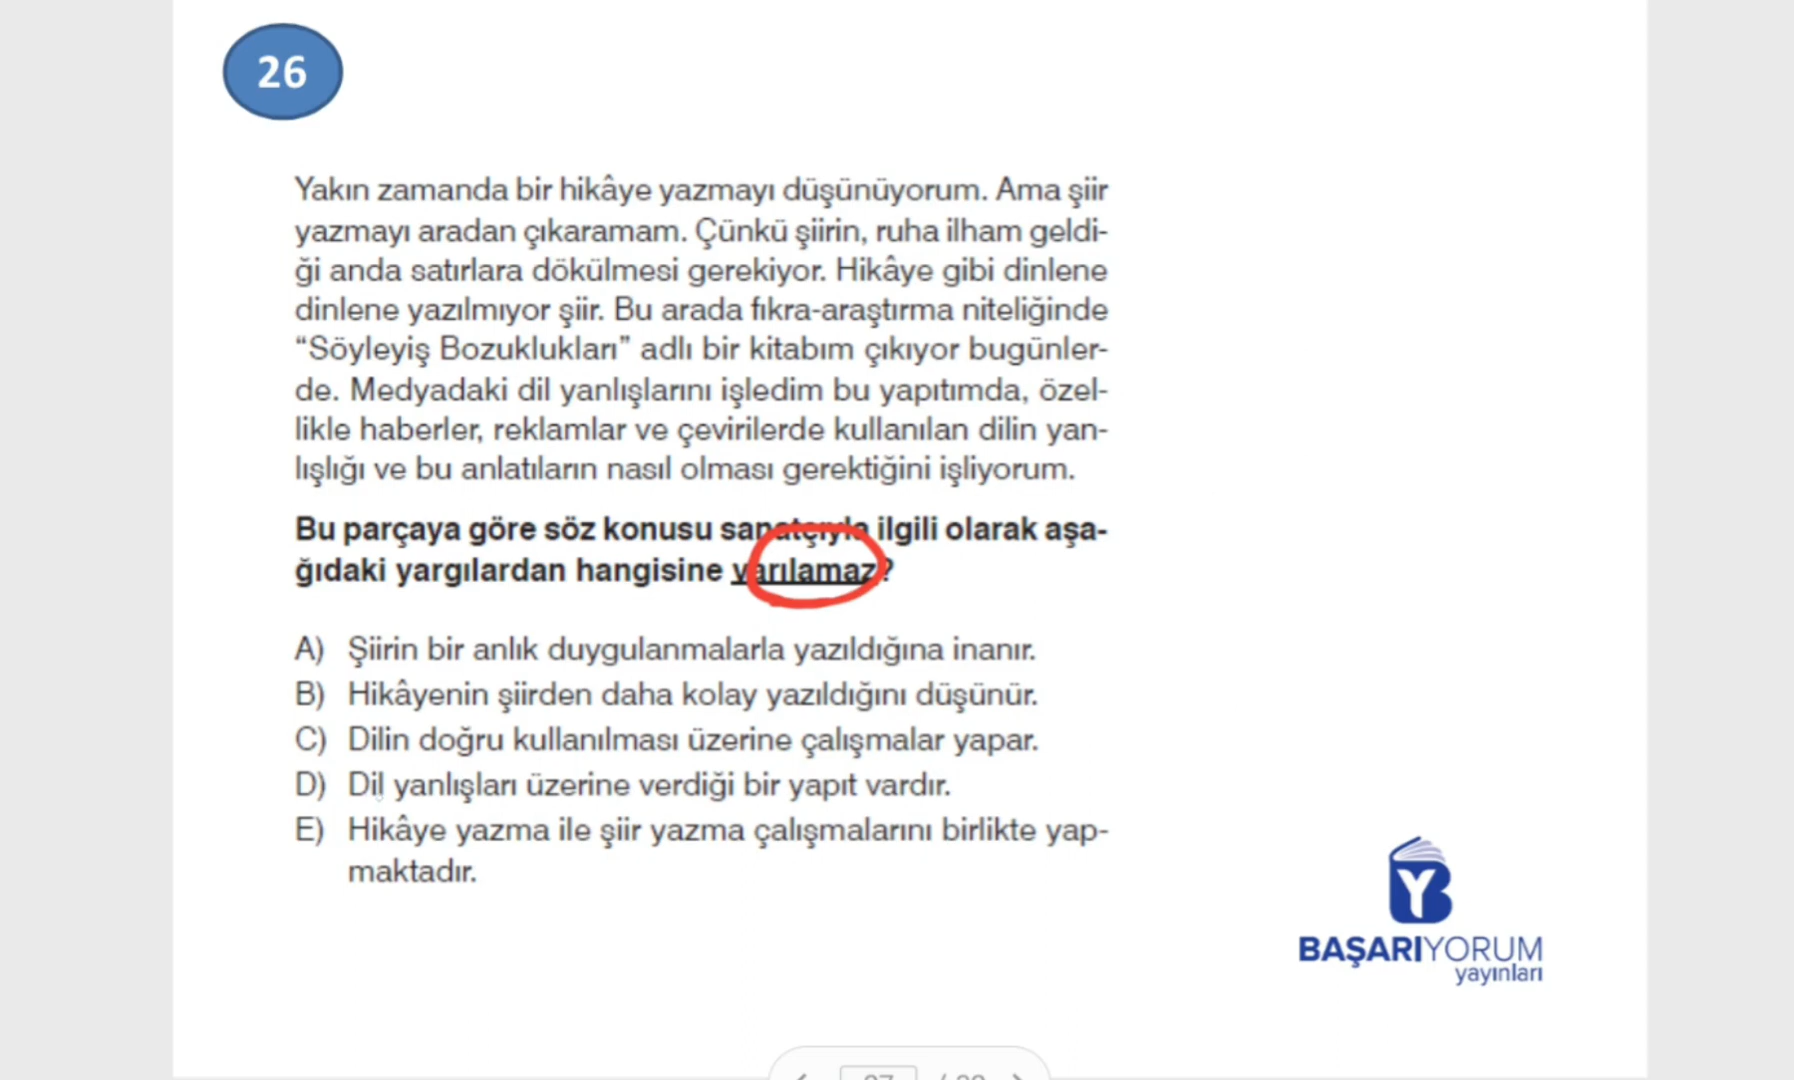 26
Yakın zamanda bir hikâye yazmayı düşünüyorum. Ama şiir
yazmayı aradan çıkaramam. Çünkü şiirin, ruha ilham geldi-
ği anda satırlara dökülmesi gerekiyor. Hikâye gibi dinlene
dinlene yazılmıyor şiir. Bu arada fıkra-araştırma niteliğinde
“Söyleyiş Bozuklukları” adlı bir kitabım çıkıyor bugünler-
de. Medyadaki dil yanlışlarını işledim bu yapıtımda, özel-
likle haberler, reklamlar ve çevirilerde kullanılan dilin yan-
lışlığı ve bu anlatıların nasıl olması gerektiğini işliyorum.
Bu parçaya göre söz konusu sanatçıyla ilgili olarak aşa-
ğıdaki yargılardan hangisine varılamaz?
A) Şiirin bir anlık duygulanmalarla yazıldığına inanır.
B) Hikâyenin şiirden daha kolay yazıldığını düşünür.
C) Dilin doğru kullanılması üzerine çalışmalar yapar.
D) Dil yanlışları üzerine verdiği bir yapıt vardır.
E) Hikâye yazma ile şiir yazma çalışmalarını birlikte yap-
maktadır.
BAŞARIYORUM
yayınları